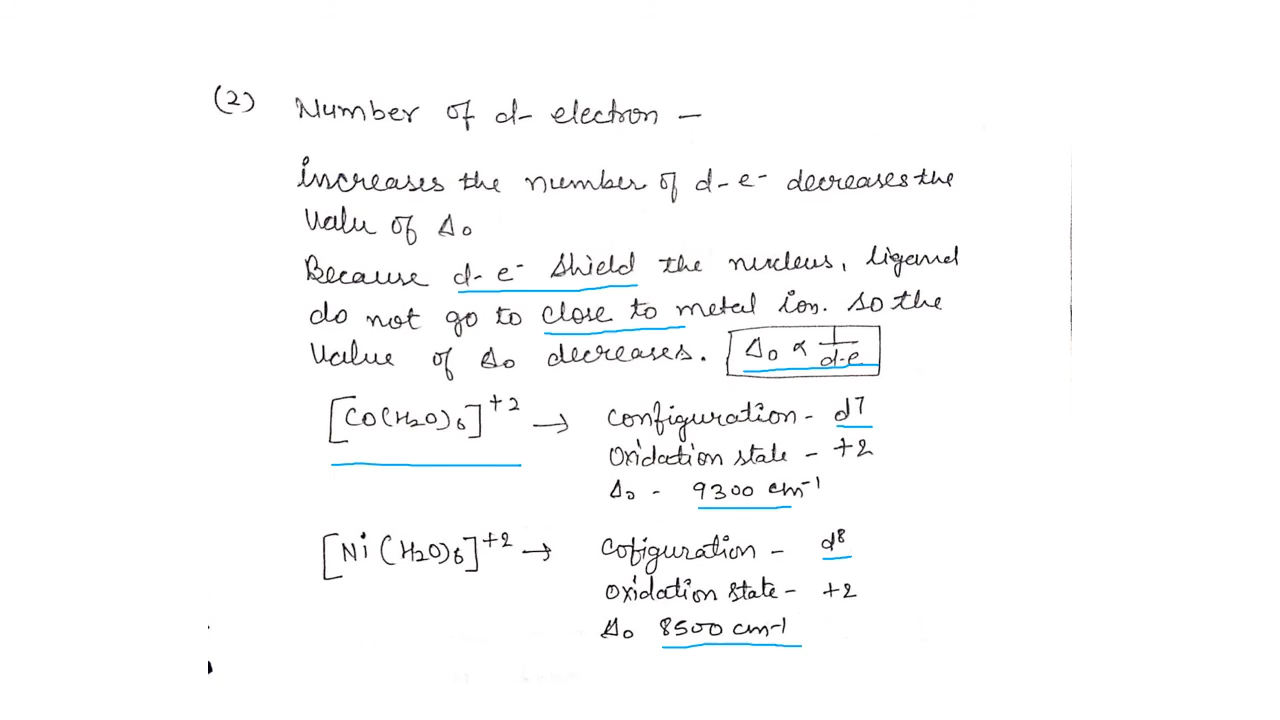 (2) Number of d- electron –
increases the number of d-e- decreases the
Valu of Δo
Because d-e- shield the nucleus, ligand
do not go to close to metal ion. so the
Value of Δo decreases. Δo ∝ 1/d-e
[Co(H2O)6]+2 → configuration - d7
Oxidation state - +2
Δo - 9300 cm-1
[Ni(H2O)6]+2 → Cofiguration - d8
Oxidation state - +2
Δo 8500 cm-1